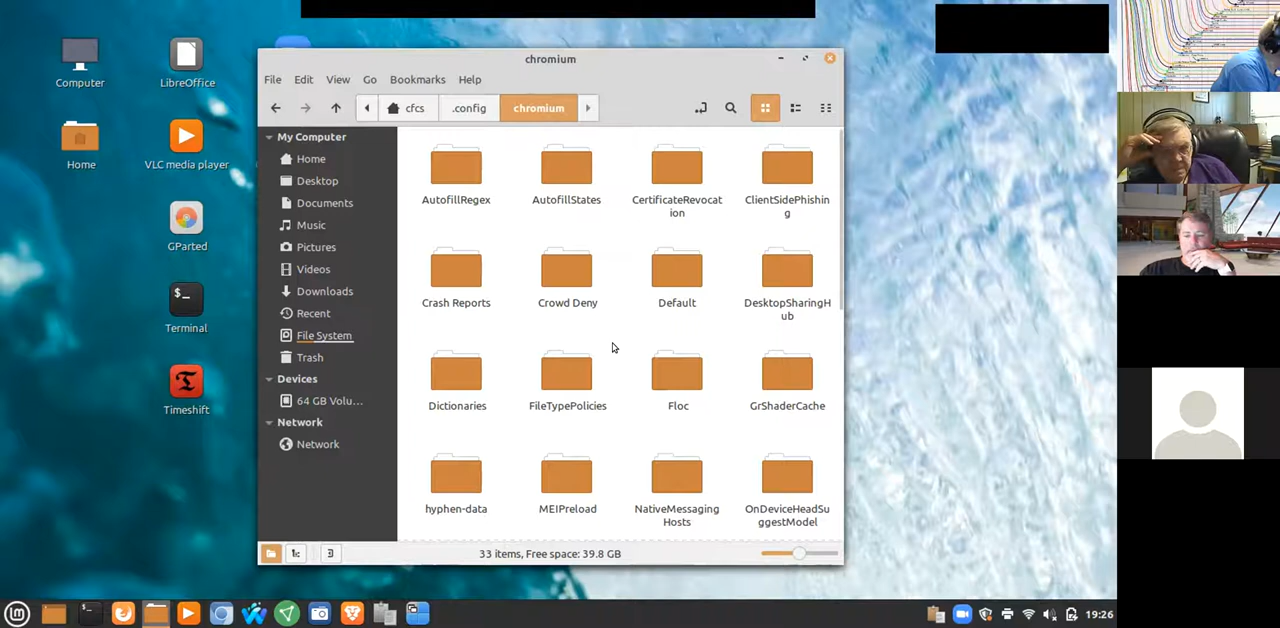 Computer
LibreOffice
Home
VLC media player
GParted
Terminal
Timeshift
chromium
File Edit View Go Bookmarks Help
cfcs .config chromium
My Computer
Home
Desktop
Documents
Music
Pictures
Videos
Downloads
Recent
File System
Trash
Devices
64 GB Volu...
Network
Network
AutofillRegex
AutofillStates
CertificateRevocat
ion
ClientSidePhishin
g
Crash Reports
Crowd Deny
Default
DesktopSharingH
ub
Dictionaries
FileTypePolicies
Floc
GrShaderCache
hyphen-data
MEIPreload
NativeMessaging
Hosts
OnDeviceHeadSu
ggestModel
33 items, Free space: 39.8 GB
19:26